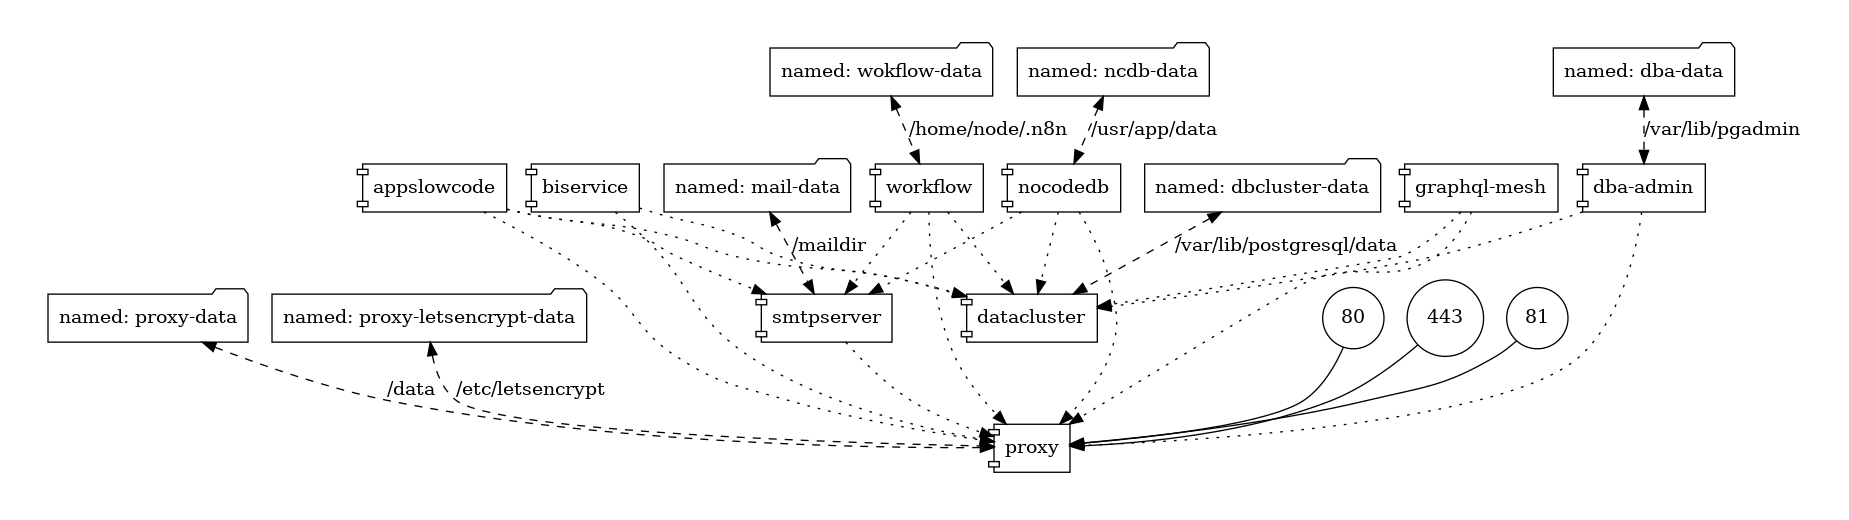 named: wokflow-data
named: ncdb-data
named: dba-data
/home/node/.n8n
/usr/app/data
/var/lib/pgadmin
appslowcode
biservice
named: mail-data
workflow
nocodedb
named: dbcluster-data
graphql-mesh
dba-admin
/maildir
/var/lib/postgresql/data
named: proxy-data
named: proxy-letsencrypt-data
smtpserver
datacluster
80
443
81
/data
/etc/letsencrypt
proxy